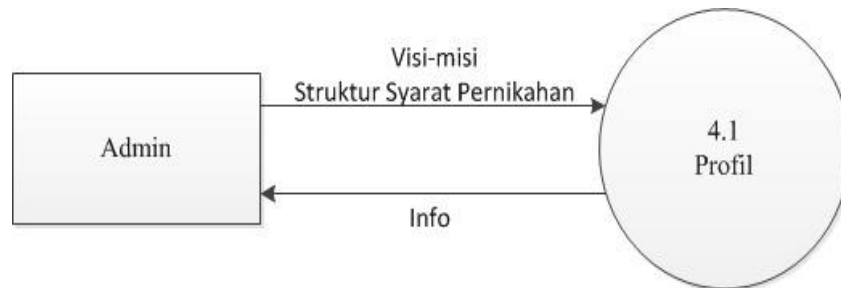 Visi-misi
Struktur Syarat Pernikahan
Admin
4.1
Profil
Info